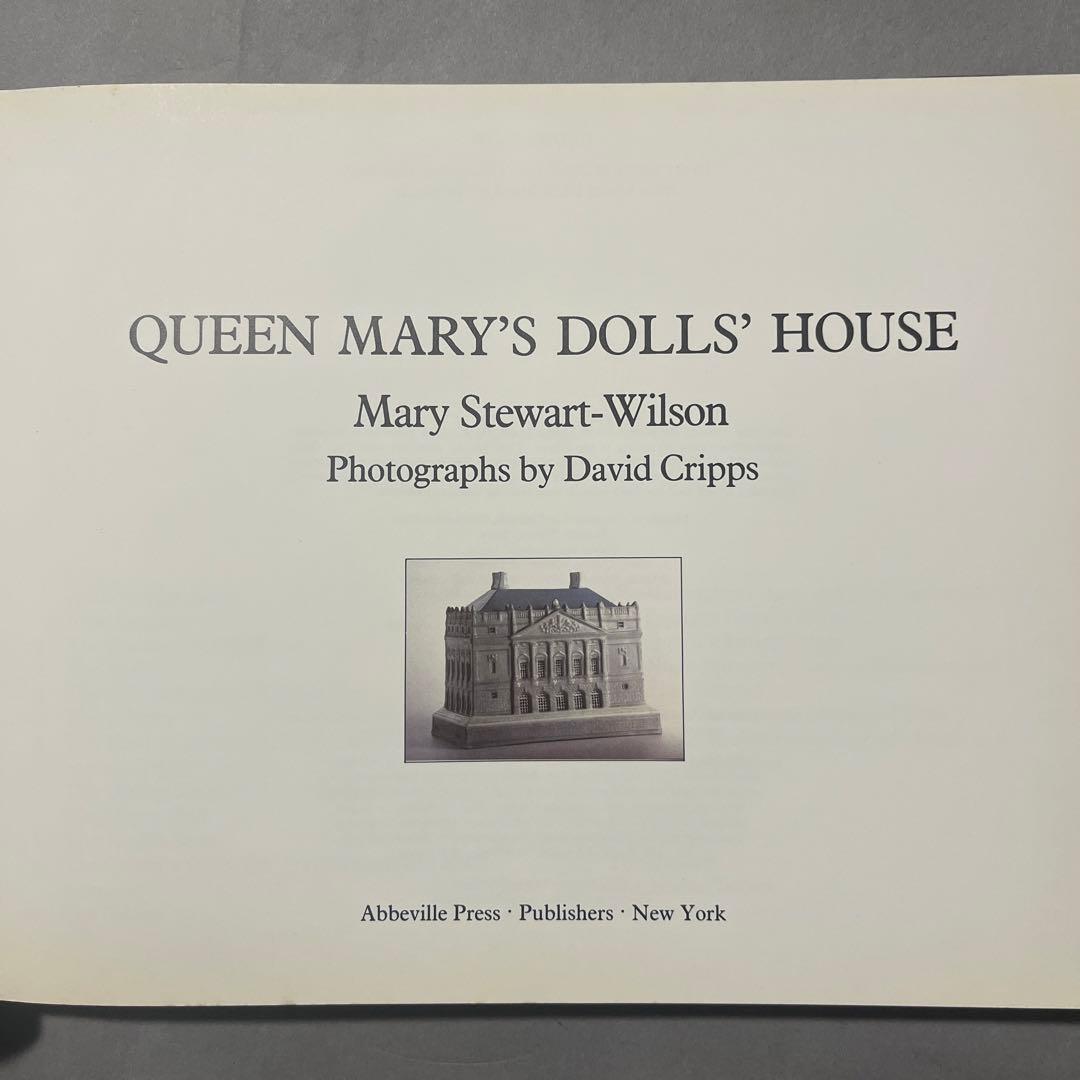 QUEEN MARY’S DOLLS’ HOUSE
Mary Stewart-Wilson
Photographs by David Cripps
Abbeville Press · Publishers · New York